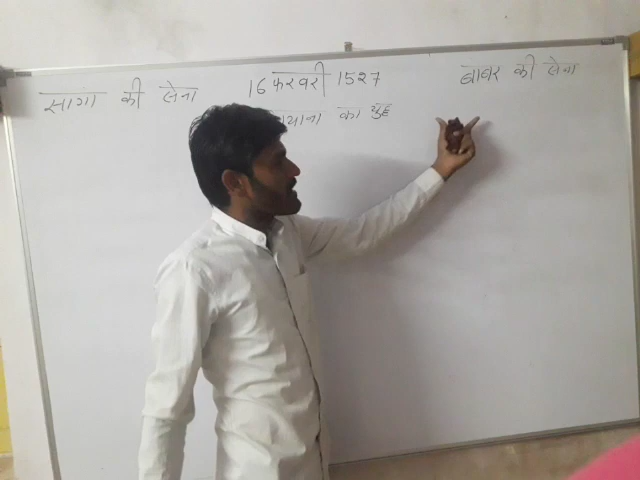 सागा की सेना
16 फरवरी 1527
याना का युद्ध
बाबर की सेना